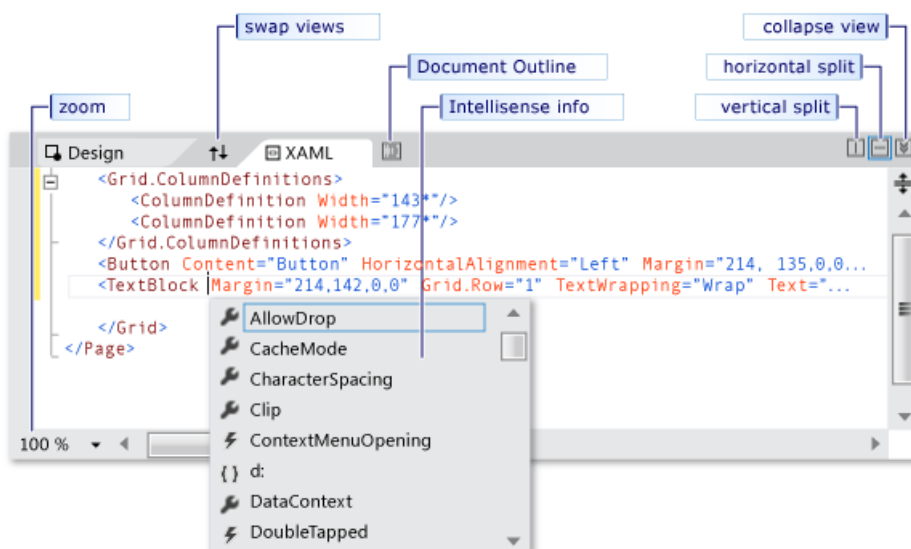 swap views
collapse view
Document Outline
horizontal split
zoom
Intellisense info
vertical split
Design
XAML
<Grid.ColumnDefinitions>
<ColumnDefinition Width="143*"/>
<ColumnDefinition Width="177*"/>
</Grid.ColumnDefinitions>
<Button Content="Button" HorizontalAlignment="Left" Margin="214, 135,0,0...
<TextBlock Margin="214,142,0,0" Grid.Row="1" TextWrapping="Wrap" Text="...
</Grid>
</Page>
AllowDrop
CacheMode
CharacterSpacing
Clip
100 %
ContextMenuOpening
{ } d:
DataContext
DoubleTapped